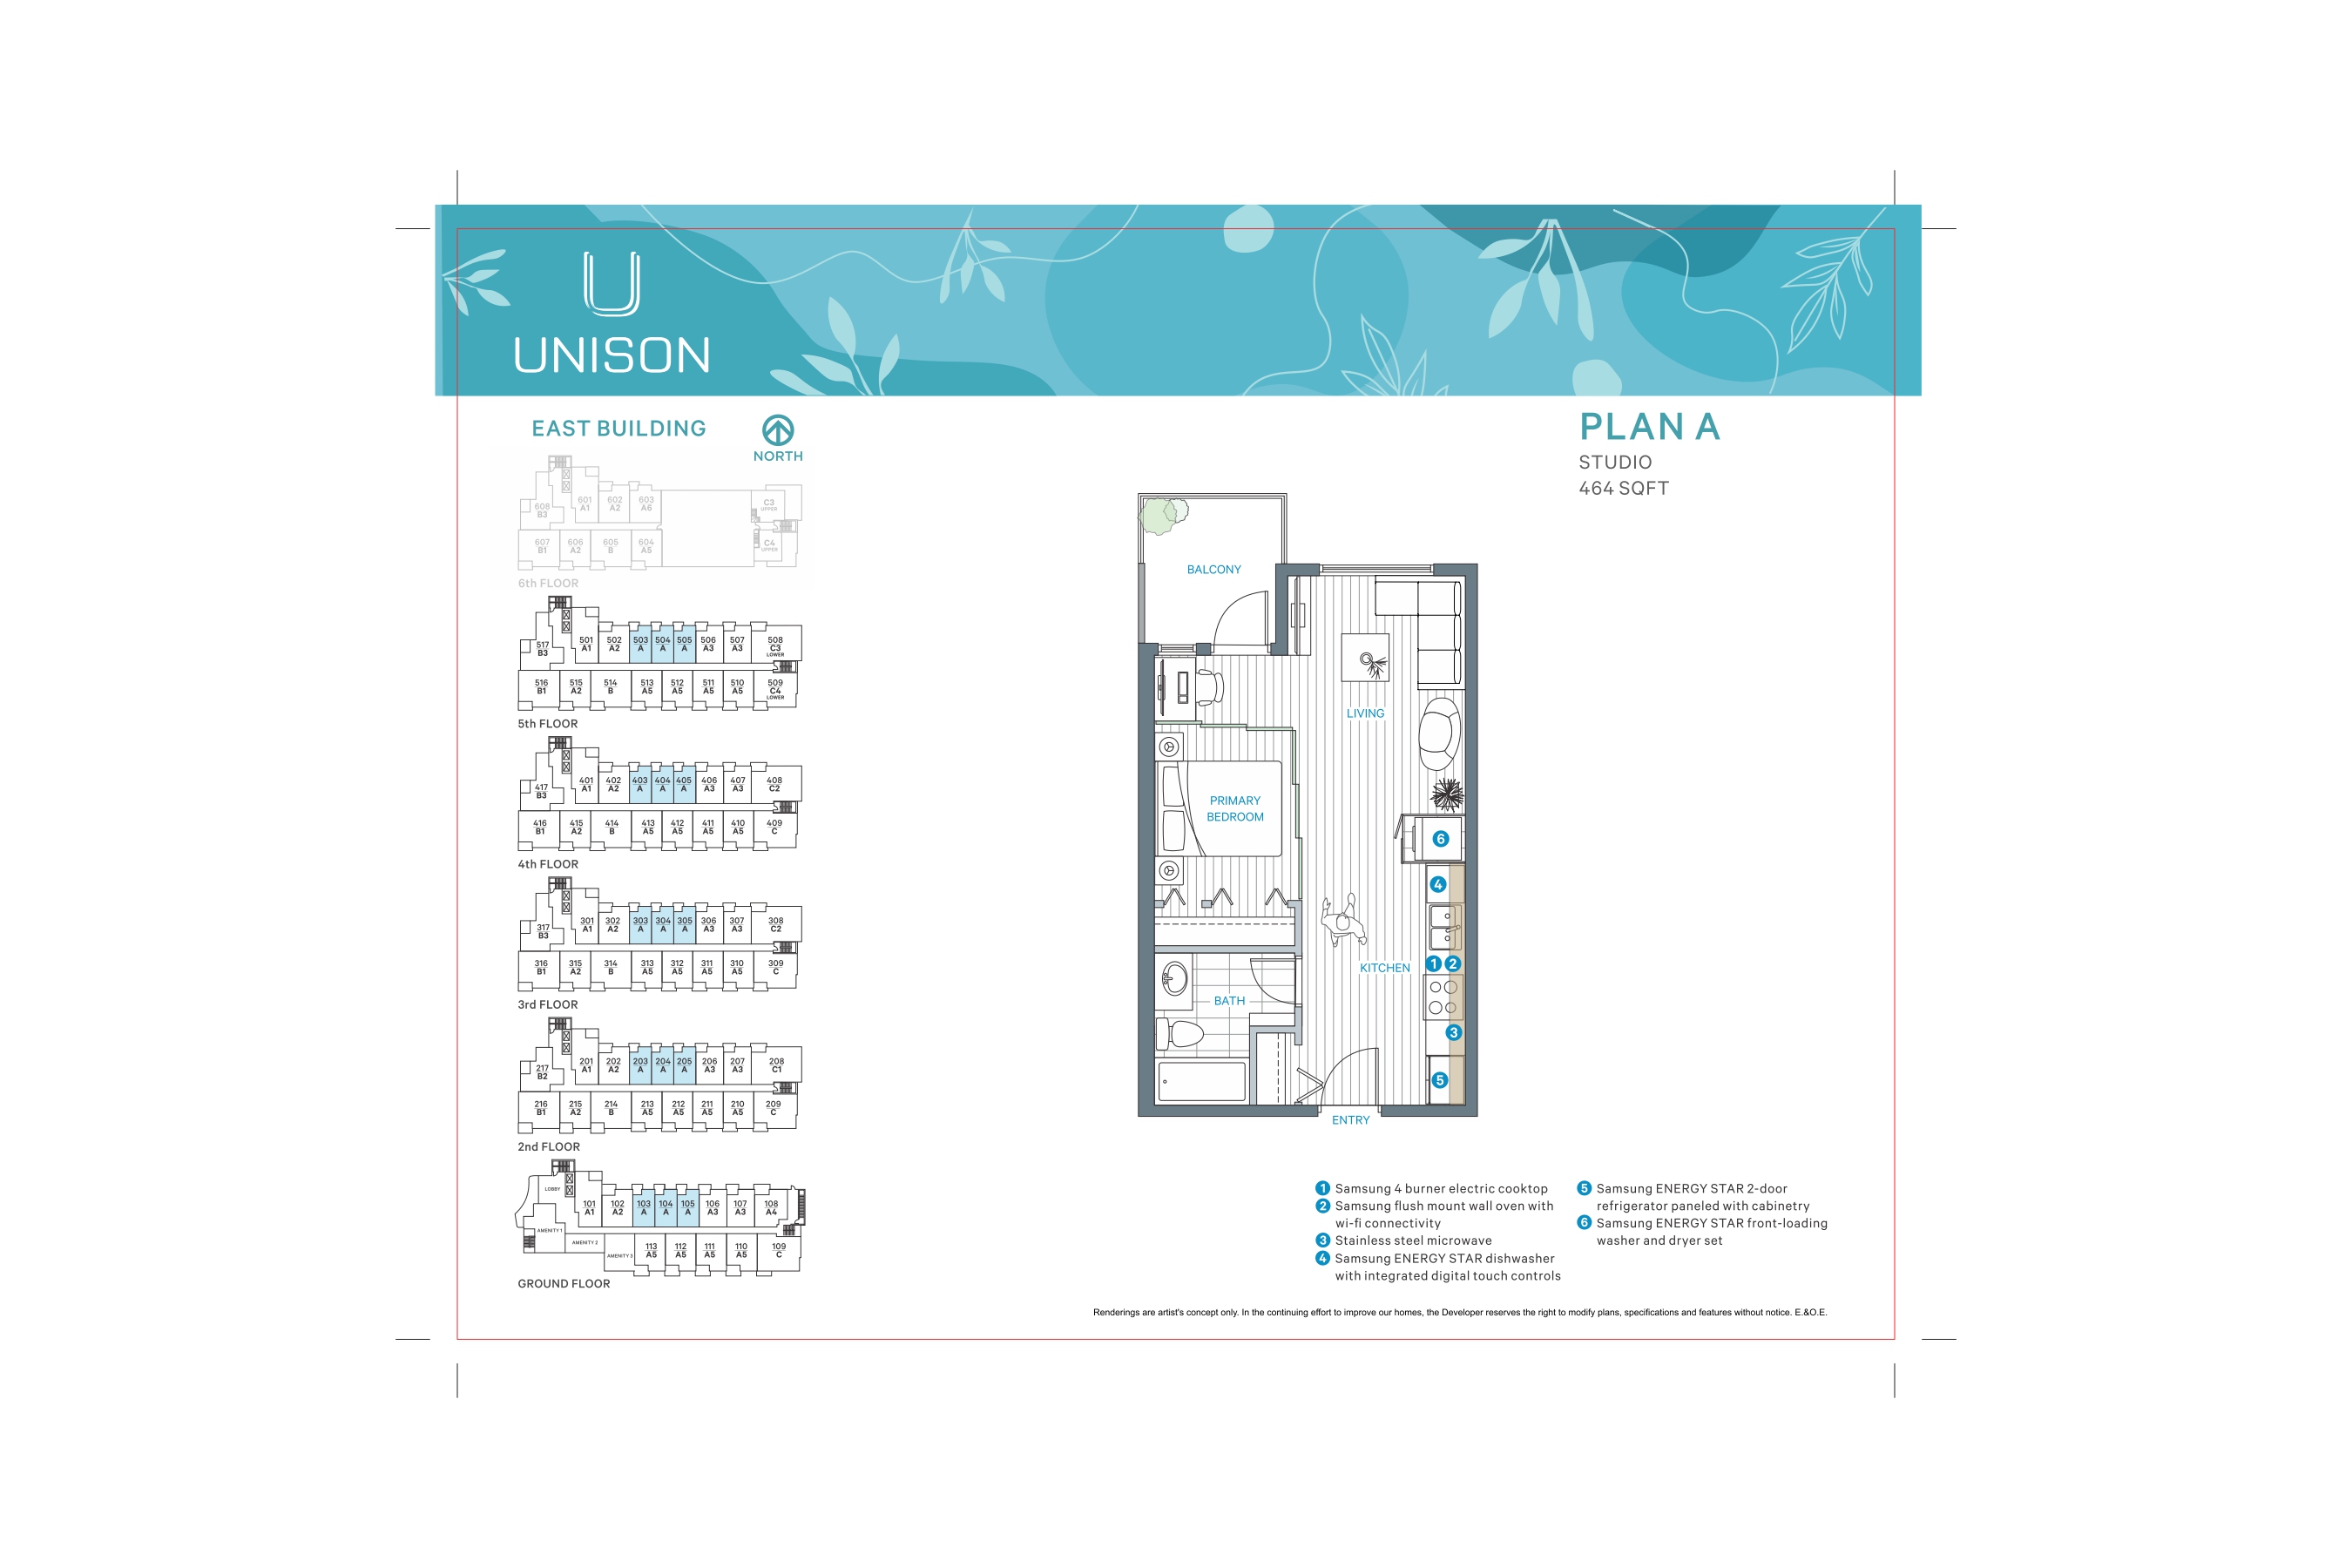 UNISON
EAST BUILDING
NORTH
601 A1 602 A2 603 A6 C3 UPPER
608 B3
607 B1 606 A2 605 B 604 A5 C4 UPPER
6th FLOOR
501 A1 502 A2 503 A 504 A 505 A 506 A3 507 A3 508 C3 LOWER
517 B3
516 B1 515 A2 514 B 513 A5 512 A5 511 A5 510 A5 509 C4 LOWER
5th FLOOR
401 A1 402 A2 403 A 404 A 405 A 406 A3 407 A3 408 C2
417 B3
416 B1 415 A2 414 B 413 A5 412 A5 411 A5 410 A5 409 C
4th FLOOR
301 A1 302 A2 303 A 304 A 305 A 306 A3 307 A3 308 C2
317 B3
316 B1 315 A2 314 B 313 A5 312 A5 311 A5 310 A5 309 C
3rd FLOOR
201 A1 202 A2 203 A 204 A 205 A 206 A3 207 A3 208 C1
217 B2
216 B1 215 A2 214 B 213 A5 212 A5 211 A5 210 A5 209 C
2nd FLOOR
LOBBY
101 A1 102 A2 103 A 104 A 105 A 106 A3 107 A3 108 A4
AMENITY 1
AMENITY 2
AMENITY 3
113 A5 112 A5 111 A5 110 A5 109 C
GROUND FLOOR
PLAN A
STUDIO
464 SQFT
BALCONY
LIVING
PRIMARY
BEDROOM
6
4
KITCHEN
1 2
BATH
3
5
ENTRY
1 Samsung 4 burner electric cooktop
2 Samsung flush mount wall oven with
wi-fi connectivity
3 Stainless steel microwave
4 Samsung ENERGY STAR dishwasher
with integrated digital touch controls
5 Samsung ENERGY STAR 2-door
refrigerator paneled with cabinetry
6 Samsung ENERGY STAR front-loading
washer and dryer set
Renderings are artist's concept only. In the continuing effort to improve our homes, the Developer reserves the right to modify plans, specifications and features without notice. E.&O.E.